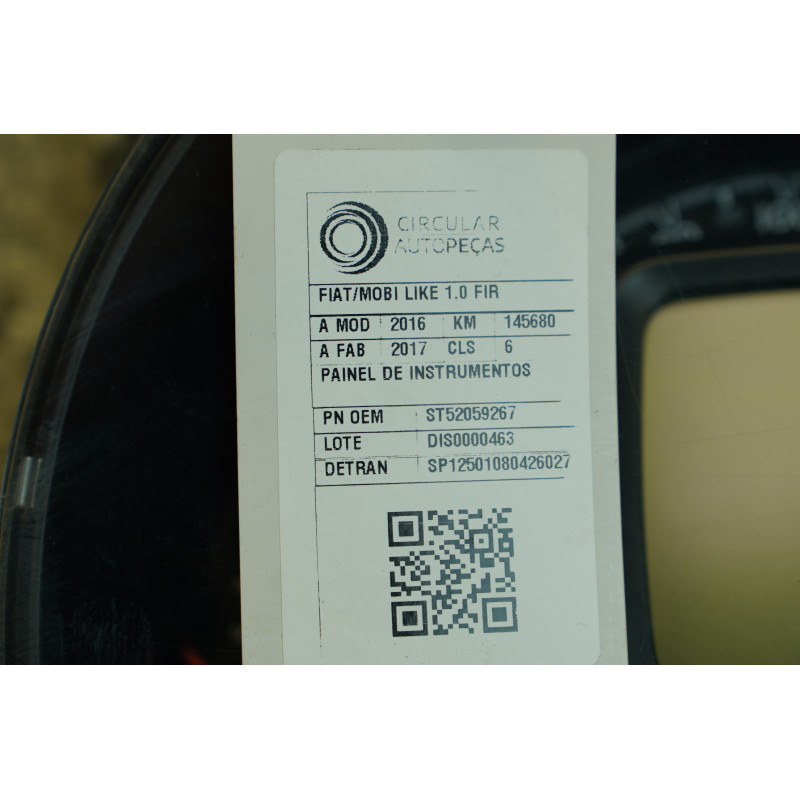 CIRCULAR
AUTOPEÇAS
FIAT/MOBI LIKE 1.0 FIR
A MOD 2016 KM 145680
A FAB 2017 CLS 6
PAINEL DE INSTRUMENTOS
PN OEM ST52059267
LOTE DIS0000463
DETRAN SP12501080426027